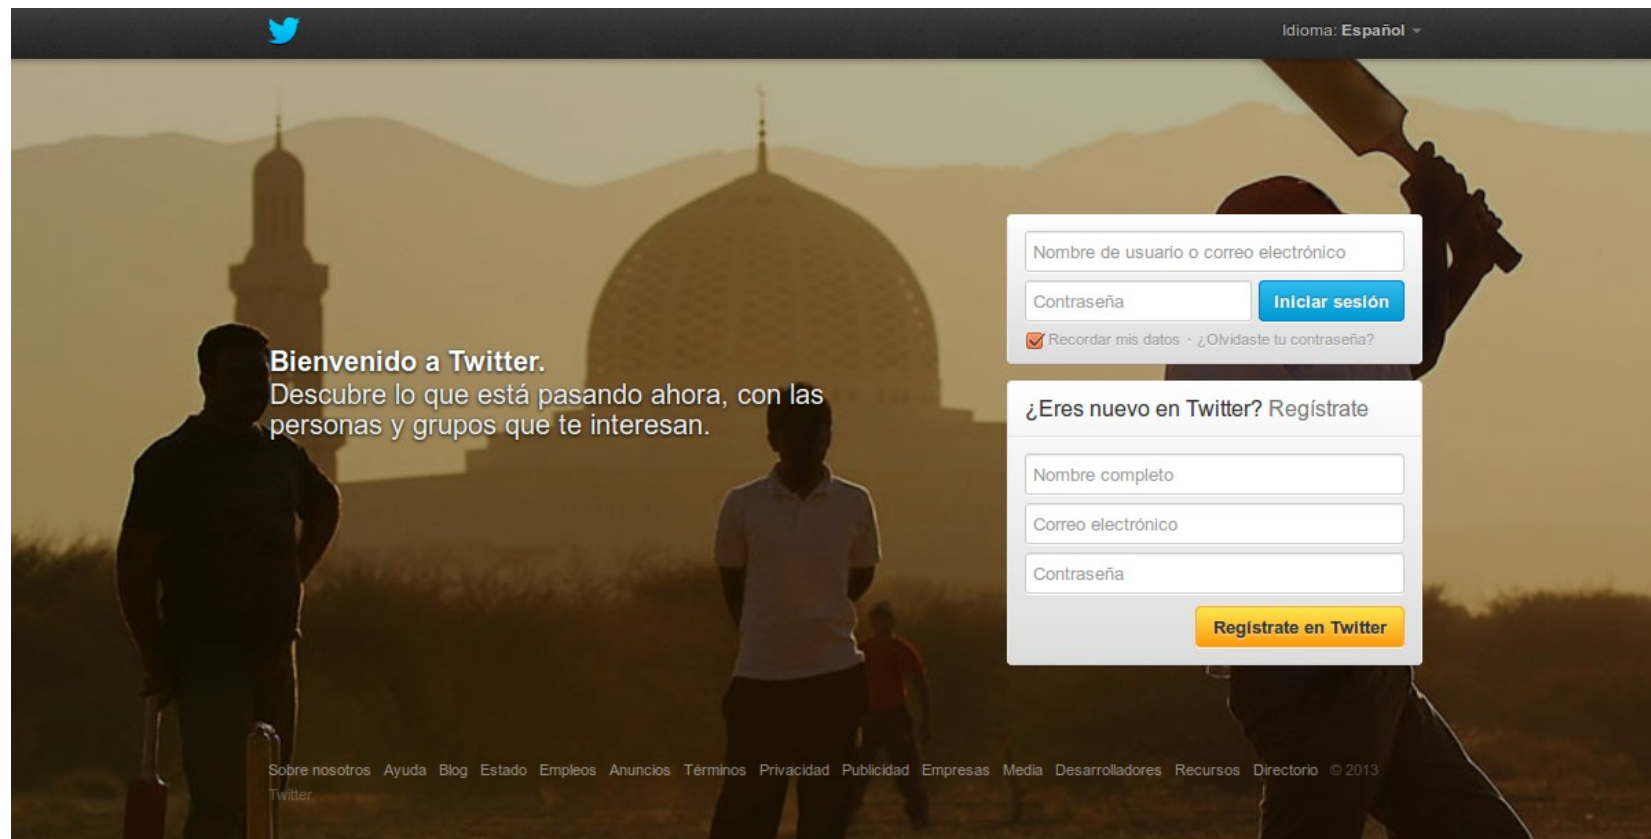 Idioma: Español
Bienvenido a Twitter.
Descubre lo que está pasando ahora, con las
personas y grupos que te interesan.
Nombre de usuario o correo electrónico
Contraseña
Iniciar sesión
Recordar mis datos · ¿Olvidaste tu contraseña?
¿Eres nuevo en Twitter? Regístrate
Nombre completo
Correo electrónico
Contraseña
Regístrate en Twitter
Sobre nosotros Ayuda Blog Estado Empleos Anuncios Términos Privacidad Publicidad Empresas Media Desarrolladores Recursos Directorio © 2013
Twitter